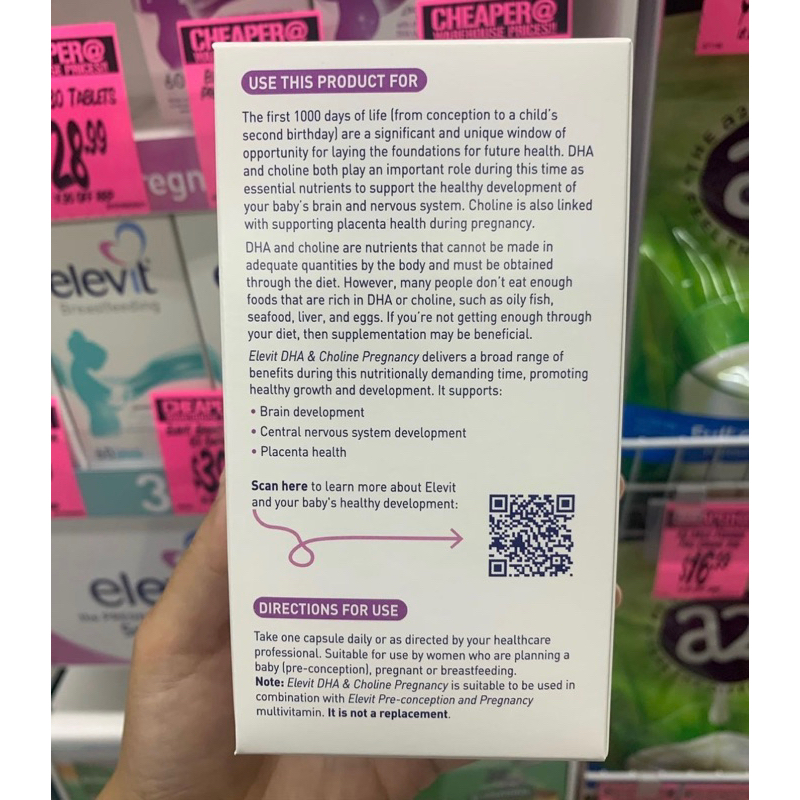 CHEAPER@
WAREHOUSE PRICES!!
TABLETS
28.99
elevit
Breastfeeding
USE THIS PRODUCT FOR
The first 1000 days of life (from conception to a child's
second birthday) are a significant and unique window of
opportunity for laying the foundations for future health. DHA
and choline both play an important role during this time as
essential nutrients to support the healthy development of
your baby's brain and nervous system. Choline is also linked
with supporting placenta health during pregnancy.
DHA and choline are nutrients that cannot be made in
adequate quantities by the body and must be obtained
through the diet. However, many people don't eat enough
foods that are rich in DHA or choline, such as oily fish,
seafood, liver, and eggs. If you're not getting enough through
your diet, then supplementation may be beneficial.
Elevit DHA & Choline Pregnancy delivers a broad range of
benefits during this nutritionally demanding time, promoting
healthy growth and development. It supports:
• Brain development
• Central nervous system development
• Placenta health
Scan here to learn more about Elevit
and your baby's healthy development:
DIRECTIONS FOR USE
Take one capsule daily or as directed by your healthcare
professional. Suitable for use by women who are planning a
baby (pre-conception), pregnant or breastfeeding.
Note: Elevit DHA & Choline Pregnancy is suitable to be used in
combination with Elevit Pre-conception and Pregnancy
multivitamin. It is not a replacement.
$16.99
a2